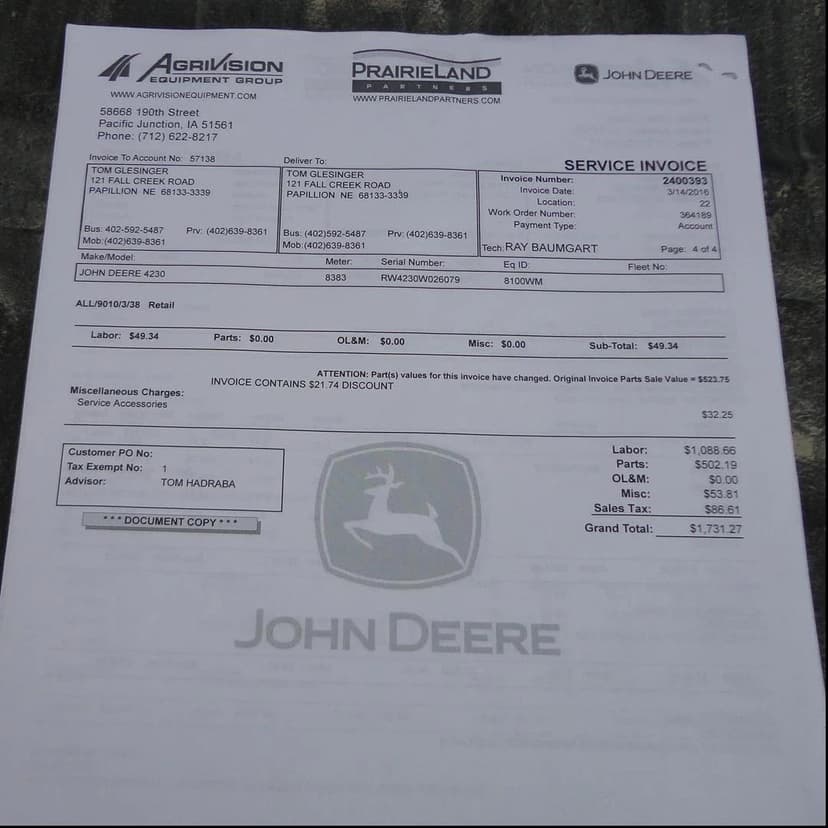 AGRIVISION
EQUIPMENT GROUP
WWW.AGRIVISIONEQUIPMENT.COM
PRAIRIELAND
PARTNERS
WWW.PRAIRIELANDPARTNERS.COM
JOHN DEERE
58668 190th Street
Pacific Junction, IA 51561
Phone: (712) 622-8217
Invoice To Account No: 57138
TOM GLESINGER
121 FALL CREEK ROAD
PAPILLION NE 68133-3339
Bus: 402-592-5487 Prv: (402)639-8361
Mob:(402)639-8361
Deliver To:
TOM GLESINGER
121 FALL CREEK ROAD
PAPILLION NE 68133-3339
Bus: (402)592-5487 Prv: (402)639-8361
Mob:(402)639-8361
SERVICE INVOICE
Invoice Number: 2400393
Invoice Date: 3/14/2016
Location: 22
Work Order Number: 364189
Payment Type: Account
Tech: RAY BAUMGART Page: 4 of 4
Make/Model: Meter: Serial Number: Eq ID: Fleet No:
JOHN DEERE 4230 8383 RW4230W026079 8100WM
ALL/9010/3/38 Retail
Labor: $49.34 Parts: $0.00 OL&M: $0.00 Misc: $0.00 Sub-Total: $49.34
ATTENTION: Part(s) values for this invoice have changed. Original Invoice Parts Sale Value = $523.75
INVOICE CONTAINS $21.74 DISCOUNT
Miscellaneous Charges:
Service Accessories $32.25
Customer PO No:
Tax Exempt No: 1
Advisor: TOM HADRABA
*** DOCUMENT COPY ***
Labor: $1,088.66
Parts: $502.19
OL&M: $0.00
Misc: $53.81
Sales Tax: $86.61
Grand Total: $1,731.27
JOHN DEERE